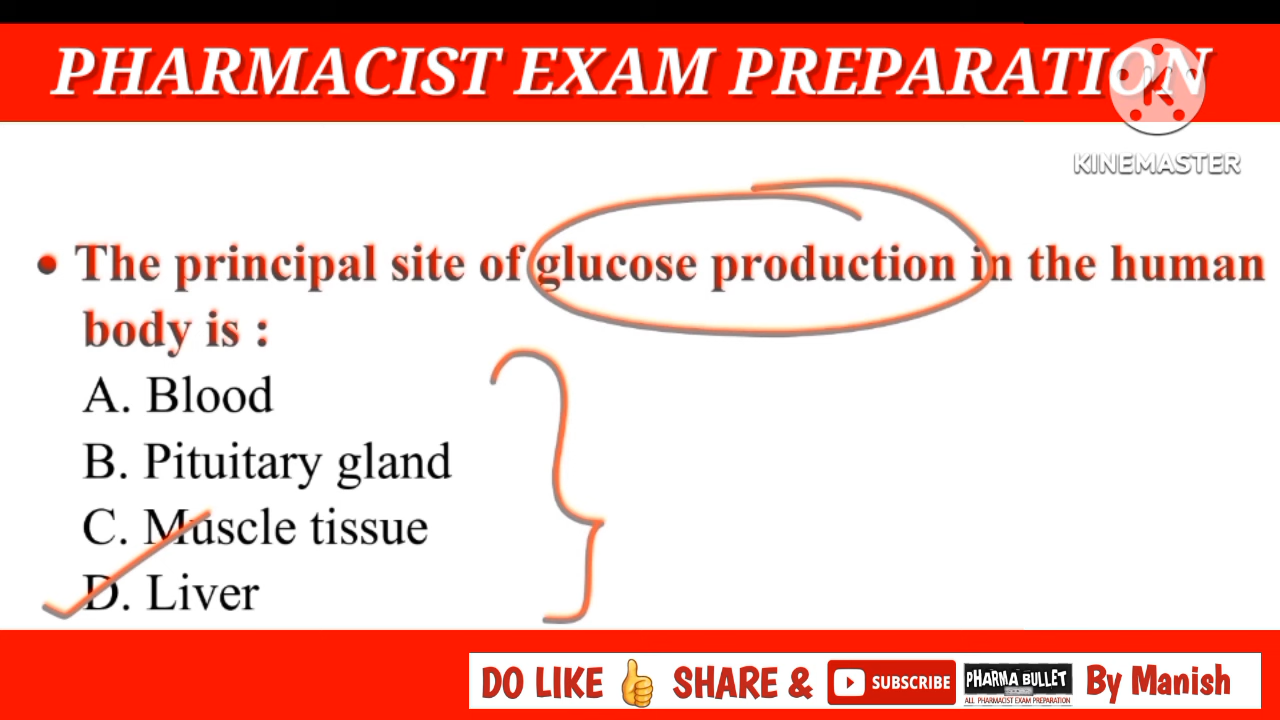 PHARMACIST EXAM PREPARATION
KINEMASTER
• The principal site of glucose production in the human
body is :
A. Blood
B. Pituitary gland
C. Muscle tissue
D. Liver
DO LIKE 👍 SHARE & SUBSCRIBE PHARMA BULLET By Manish
ALL PHARMACIST EXAM PREPARATION